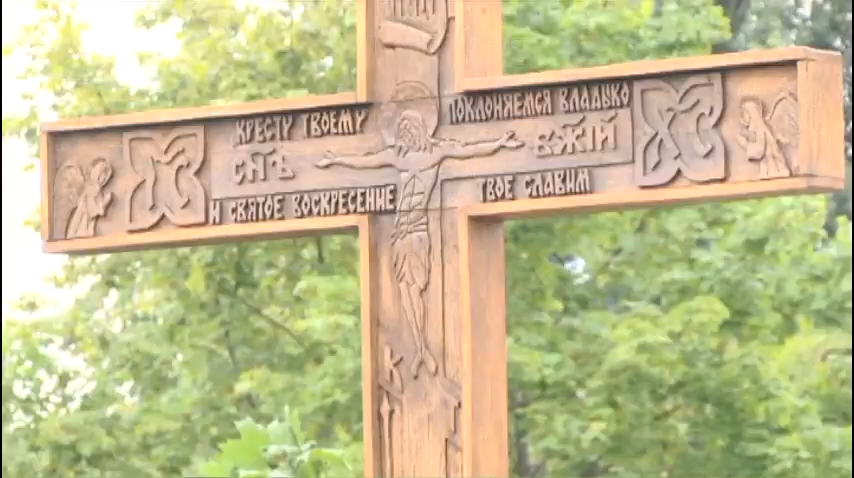 КРЕСТУ ТВОЕМУ ПОКЛОНЯЕМСЯ ВЛАДЫКО
СН҃Ъ БЖ҃ІЙ
И СВЯТОЕ ВОСКРЕСЕНИЕ ТВОЕ СЛАВИМ
К